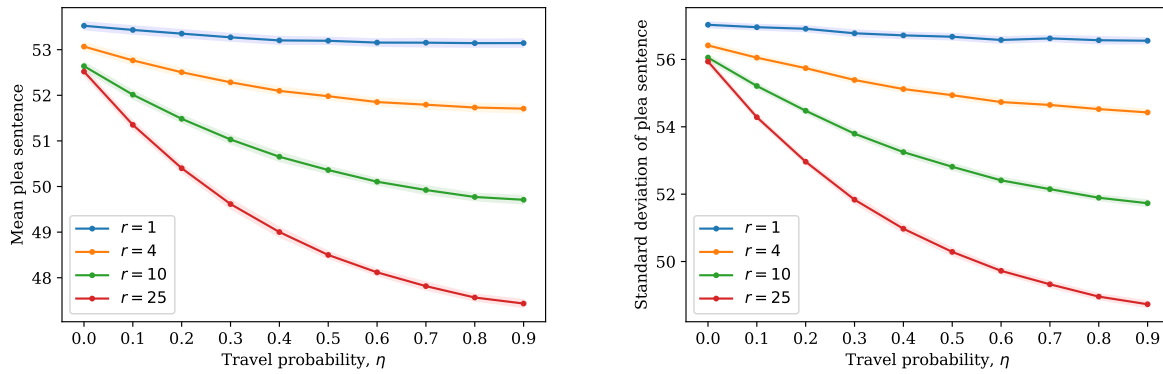 Mean plea sentence
53
52
51
50
49
48
r = 1
r = 4
r = 10
r = 25
0.0 0.1 0.2 0.3 0.4 0.5 0.6 0.7 0.8 0.9
Travel probability, η
Standard deviation of plea sentence
56
54
52
50
r = 1
r = 4
r = 10
r = 25
0.0 0.1 0.2 0.3 0.4 0.5 0.6 0.7 0.8 0.9
Travel probability, η